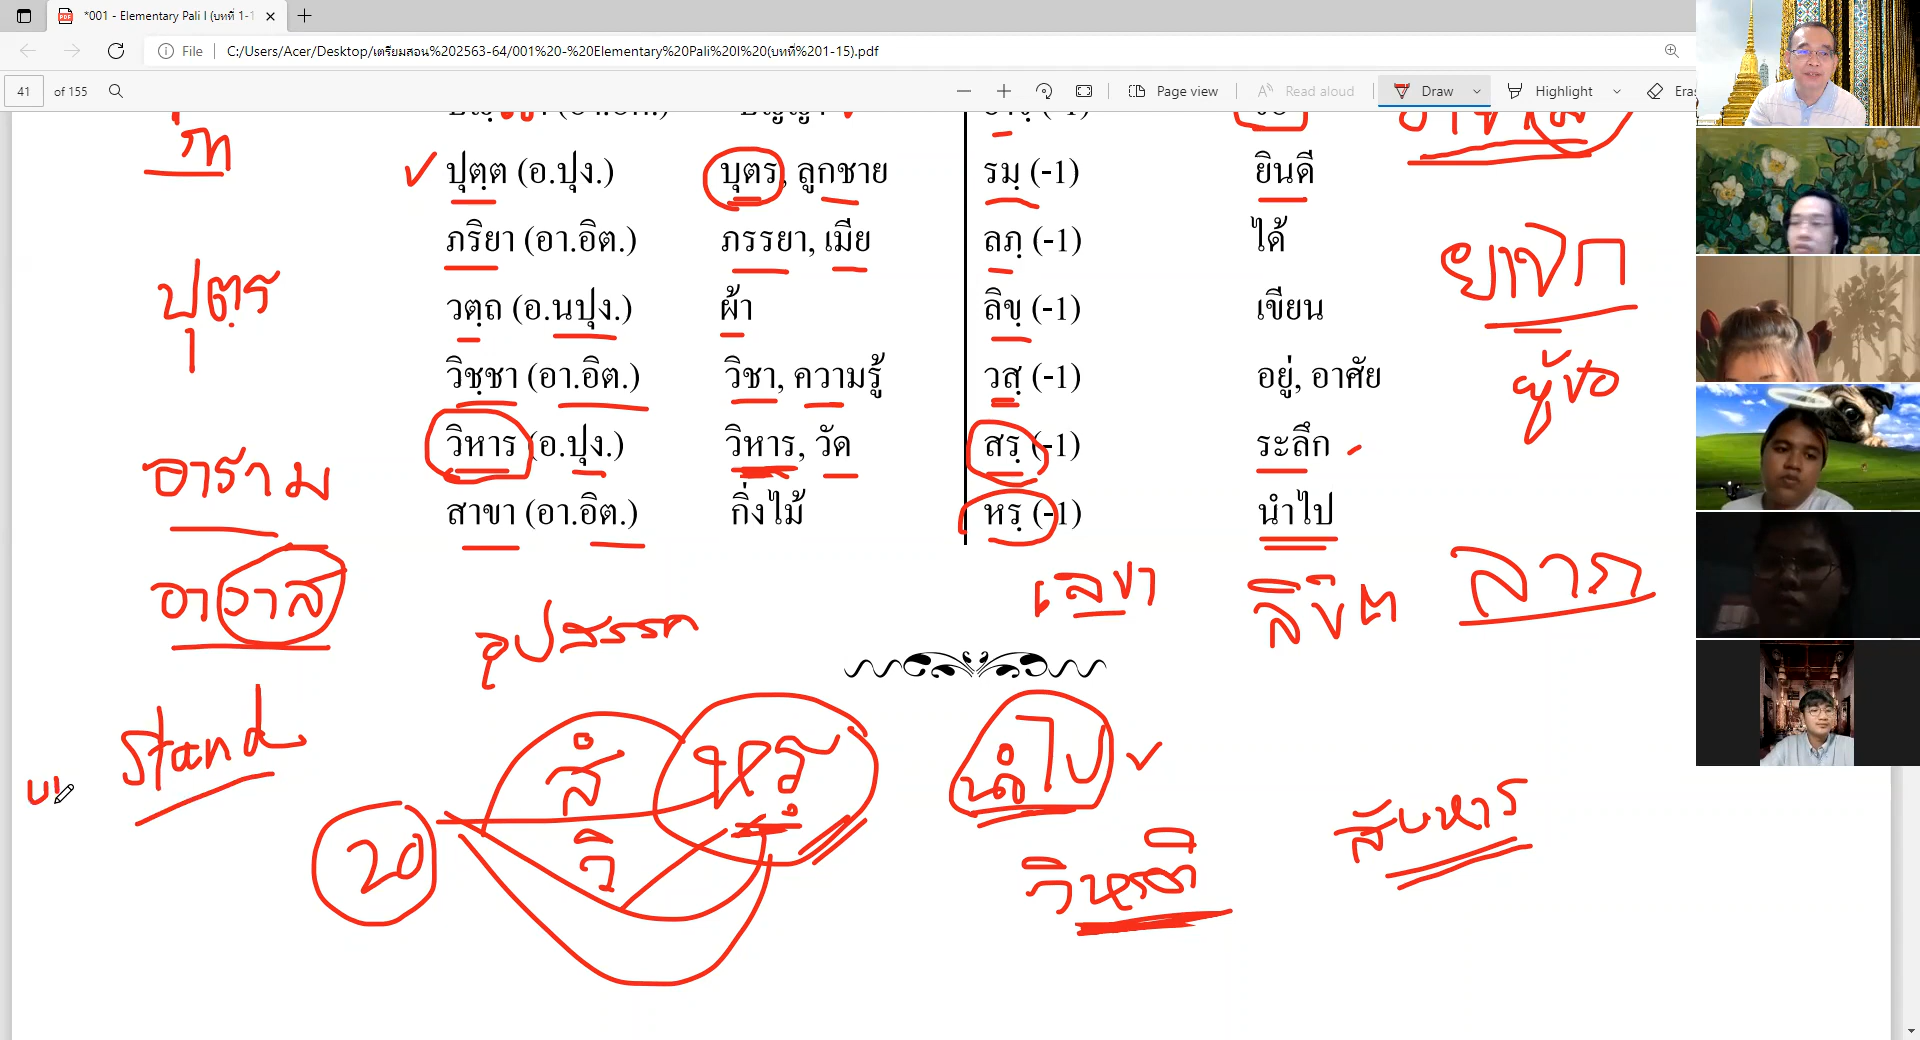 *001 - Elementary Pali I (บทที่ 1-1
File C:/Users/Acer/Desktop/เตรียมสอน%202563-64/001%20-%20Elementary%20Pali%20I%20(บทที่%201-15).pdf
41 of 155 Page view Read aloud Draw Highlight Eras
ปุตฺต (อ.ปุง.) บุตร, ลูกชาย รมฺ (-1) ยินดี
ภริยา (อา.อิต.) ภรรยา, เมีย ลภฺ (-1) ได้ ยาจก
ปุตฺร วตฺถ (อ.นปุง.) ผ้า ลิขฺ (-1) เขียน
วิชฺชา (อา.อิต.) วิชา, ความรู้ วสฺ (-1) อยู่, อาศัย ผู้ขอ
อาราม วิหาร (อ.ปุง.) วิหาร, วัด สรฺ (-1) ระลึก
สาขา (อา.อิต.) กิ่งไม้ หรฺ (-1) นำไป
อาวาส เลขา ลิขิต ลาภ
อุปสรรค
Stand สํ หรฺ นำไป
20 วิ วิหรติ สังหาร